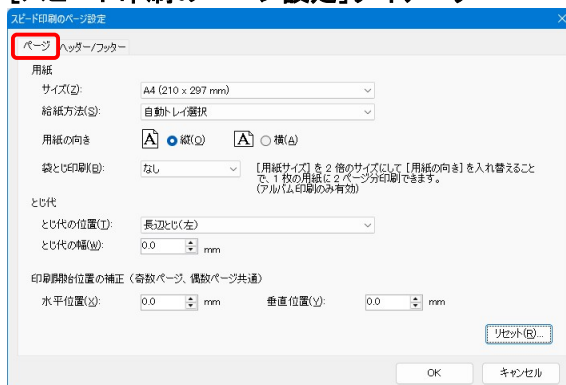 スピード印刷のページ設定
ページ ヘッダー/フッター
用紙
サイズ(Z): A4 (210 x 297 mm)
給紙方法(S): 自動トレイ選択
用紙の向き A 縦(O) A 横(A)
袋とじ印刷(B): なし [用紙サイズ] を 2 倍のサイズにして [用紙の向き] を入れ替えること
で、1 枚の用紙に 2 ページ分印刷できます。
(アルバム印刷のみ有効)
とじ代
とじ代の位置(T): 長辺とじ(左)
とじ代の幅(W): 0.0 mm
印刷開始位置の補正 (奇数ページ、偶数ページ共通)
水平位置(X): 0.0 mm 垂直位置(Y): 0.0 mm
リセット(R)...
OK キャンセル